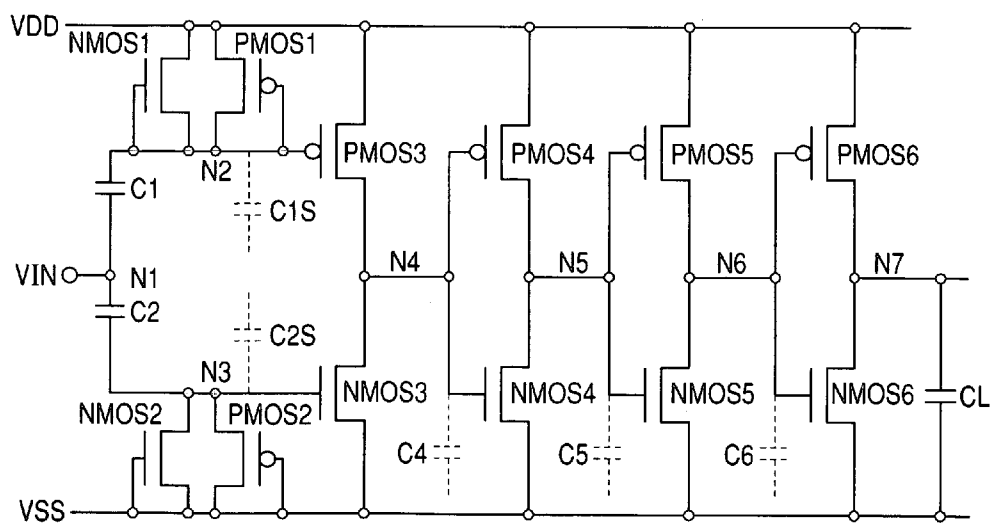 VDD
NMOS1 PMOS1
PMOS3 PMOS4 PMOS5 PMOS6
N2
C1
C1S
VIN N1 N4 N5 N6 N7
C2
C2S
N3
NMOS3 NMOS4 NMOS5 NMOS6 CL
NMOS2 PMOS2
C4 C5 C6
VSS